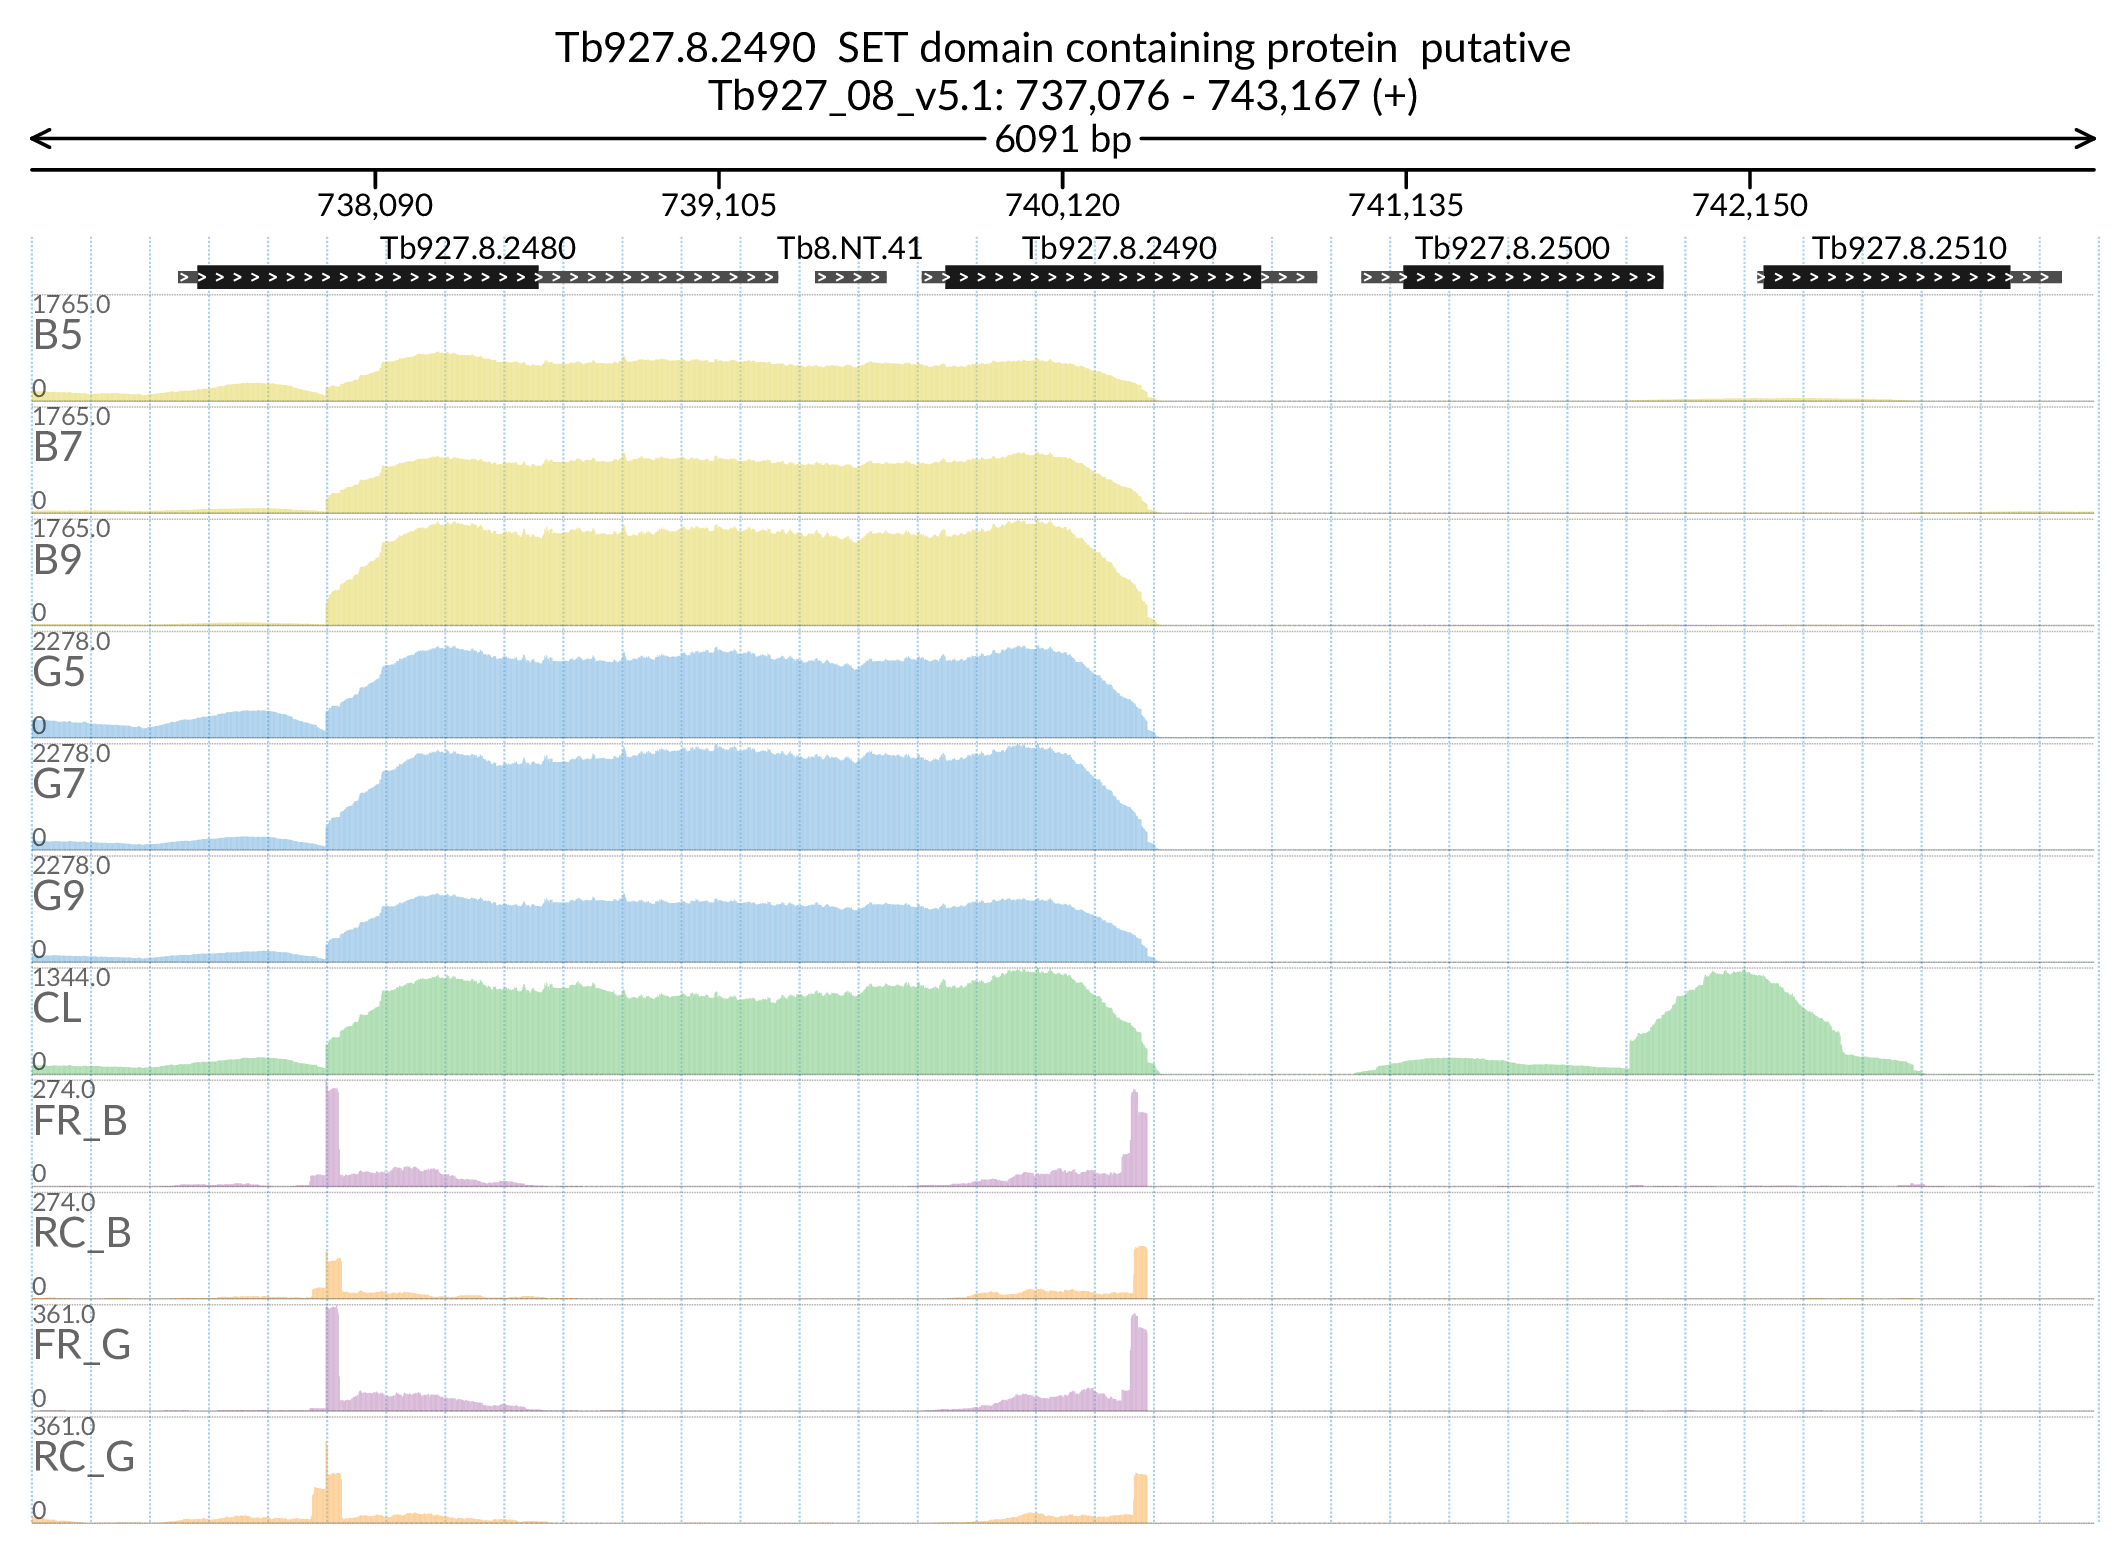 Tb927.8.2490  SET domain containing protein  putative
Tb927_08_v5.1: 737,076 - 743,167 (+)
6091 bp
738,090 739,105 740,120 741,135 742,150
Tb927.8.2480 Tb8.NT.41 Tb927.8.2490 Tb927.8.2500 Tb927.8.2510
1765.0
B5
0
1765.0
B7
0
1765.0
B9
0
2278.0
G5
0
2278.0
G7
0
2278.0
G9
0
1344.0
CL
0
274.0
FR_B
0
274.0
RC_B
0
361.0
FR_G
0
361.0
RC_G
0